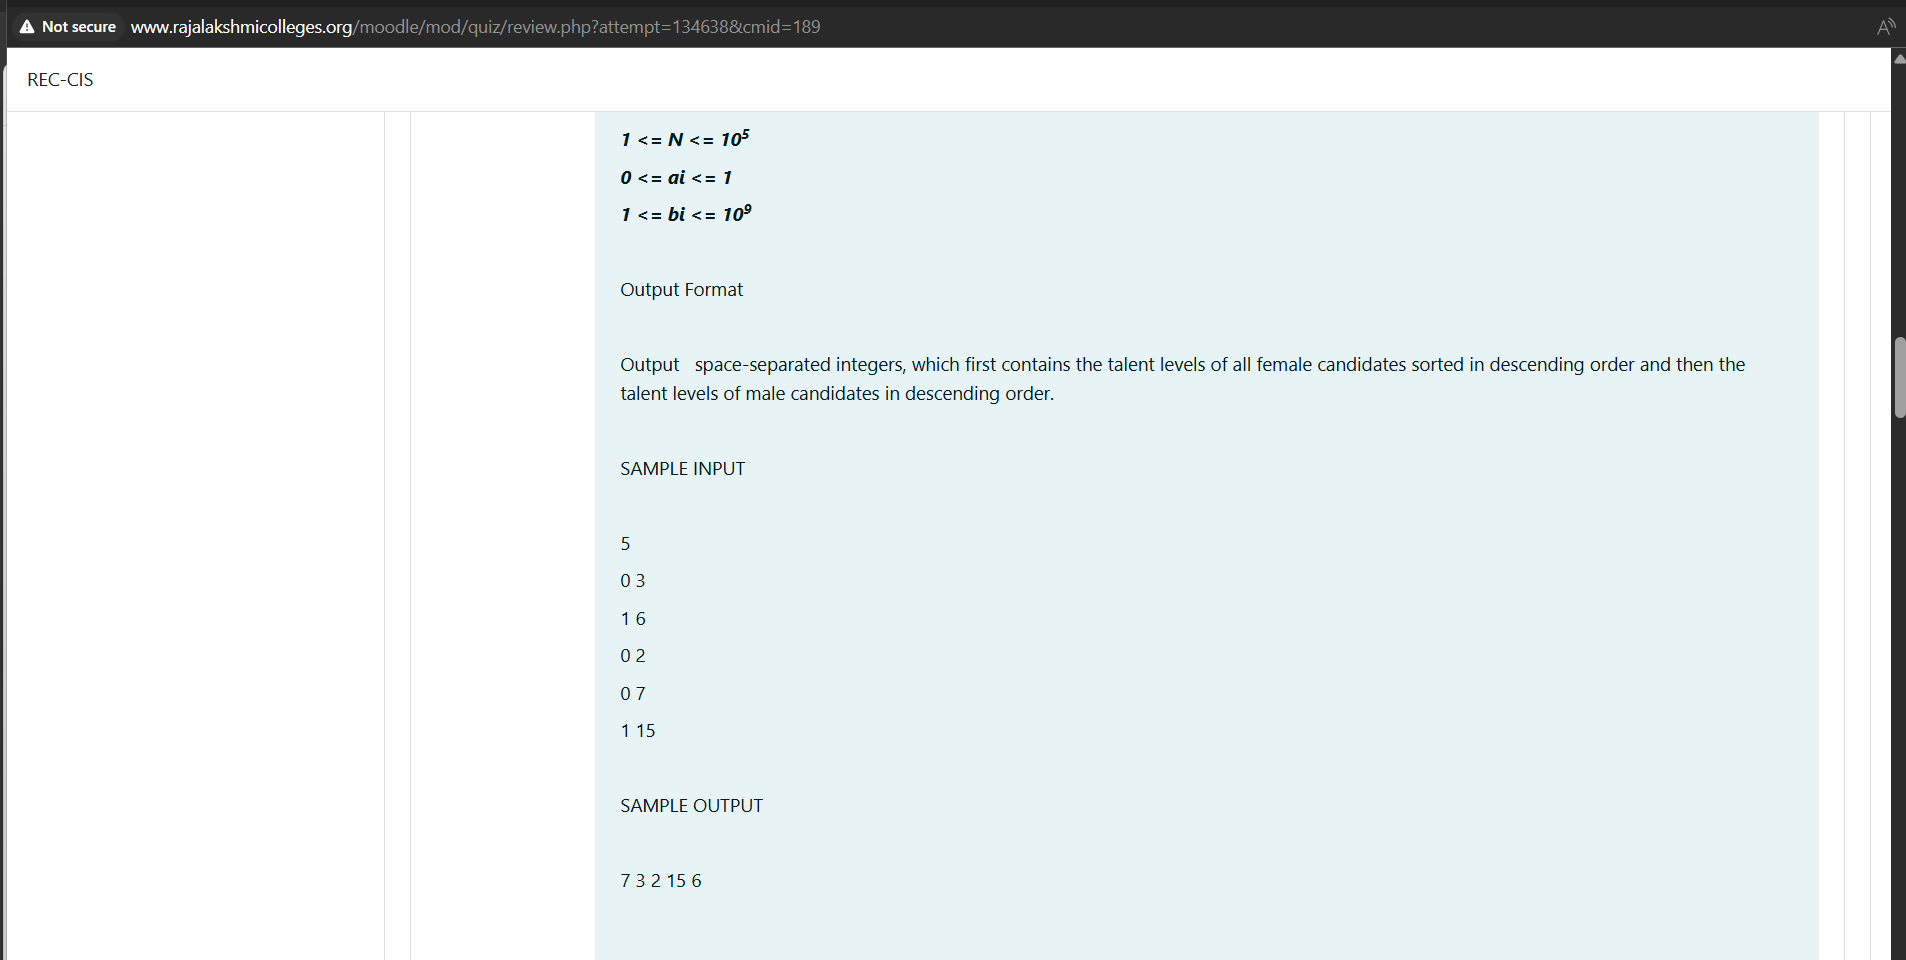 Not secure www.rajalakshmicolleges.org/moodle/mod/quiz/review.php?attempt=134638&cmid=189
REC-CIS
1 <= N <= 10⁵
0 <= ai <= 1
1 <= bi <= 10⁹
Output Format
Output space-separated integers, which first contains the talent levels of all female candidates sorted in descending order and then the
talent levels of male candidates in descending order.
SAMPLE INPUT
5
0 3
1 6
0 2
0 7
1 15
SAMPLE OUTPUT
7 3 2 15 6